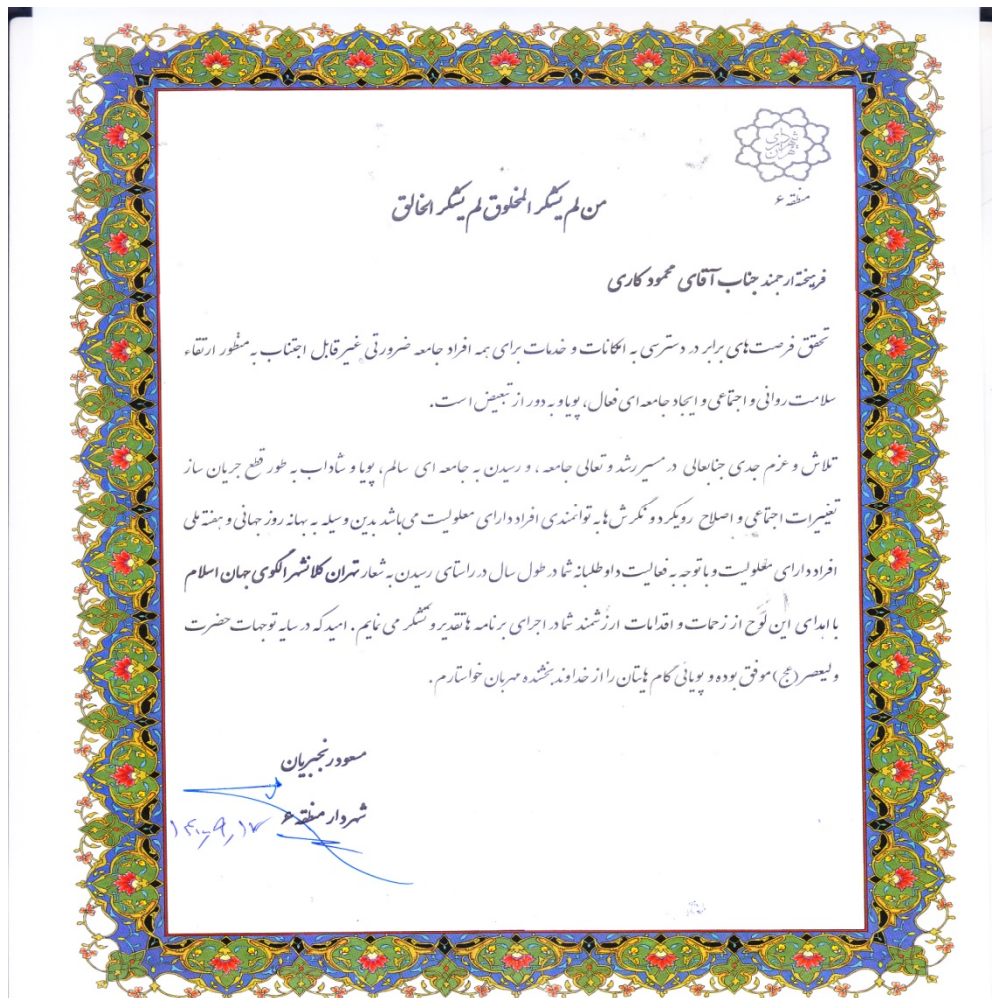 شهرداری تهران
منطقه ۶
من لم یشکر المخلوق لم یشکر الخالق
فرهیخته ارجمند جناب آقای محمود کاری
تحقق فرصت های برابر در دسترسی به امکانات و خدمات برای همه افراد جامعه ضرورتی غیر قابل اجتناب به منظور ارتقاء
سلامت روانی و اجتماعی و ایجاد جامعه ای فعال، پویا و به دور از تبعیض است.
تلاش و عزم جدی جنابعالی در مسیر رشد و تعالی جامعه، و رسیدن به جامعه ای سالم، پویا و شاداب به طور قطع جریان ساز
تغییرات اجتماعی و اصلاح رویکرد و نگرش ها به توانمندی افراد دارای معلولیت می باشد بدین وسیله به بهانه روز جهانی و هفته ملی
افراد دارای معلولیت و با توجه به فعالیت داوطلبانه شما در طول سال در راستای رسیدن به شعار تهران کلانشهر الگوی جهان اسلام
با اهدای این لوح از زحمات و اقدامات ارزشمند شما در اجرای برنامه ها تقدیر و تشکر می نمایم. امید که در سایه توجهات حضرت
ولیعصر (عج) موفق بوده و پویائی گام هایتان را از خداوند بخشنده مهربان خواستارم.
مسعود رنجبریان
شهردار منطقه ۶